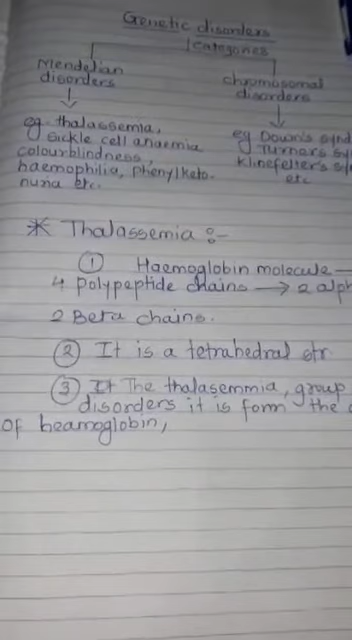 Genetic disorders
categories
Mendelian
disorders
chromosomal
disorders
eg. thalassemia,
Sickle cell anaemia
colourblindness,
haemophilia, phenylketo-
nuria etc.
eg Down's synd
Turner's sy
Klinefelter's sy
etc
* Thalassemia :-
① Haemoglobin molecule —
4 polypeptide chains → 2 alph
2 Beta chains.
② It is a tetrahedral str
③ It The thalasemmia, group
disorders it is form the
of heamoglobin,